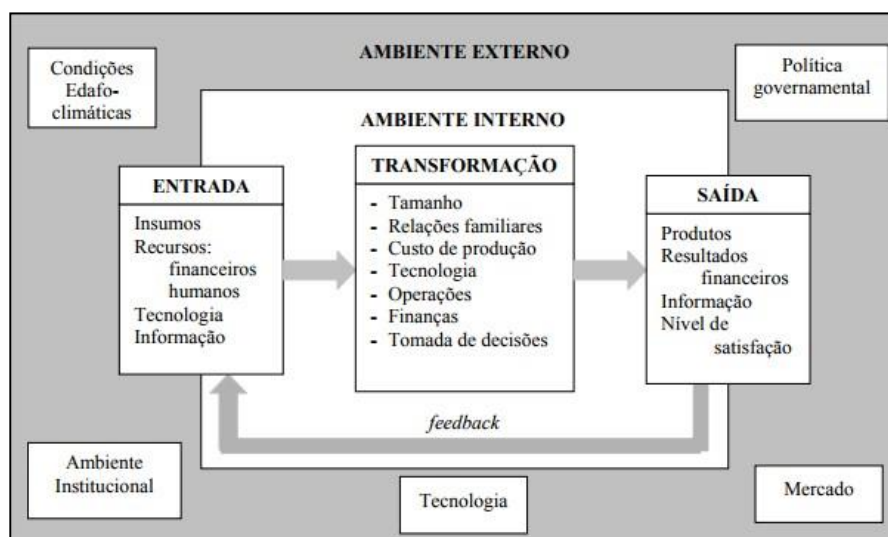 AMBIENTE EXTERNO
Condições
Edafo-
climáticas
Política
governamental
AMBIENTE INTERNO
ENTRADA
Insumos
Recursos:
financeiros
humanos
Tecnologia
Informação
TRANSFORMAÇÃO
- Tamanho
- Relações familiares
- Custo de produção
- Tecnologia
- Operações
- Finanças
- Tomada de decisões
SAÍDA
Produtos
Resultados
financeiros
Informação
Nível de
satisfação
feedback
Ambiente
Institucional
Tecnologia
Mercado